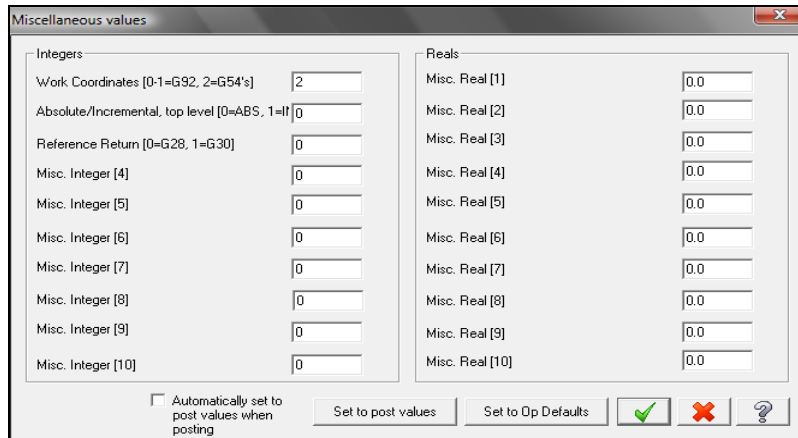 Miscellaneous values
Integers
Work Coordinates [0-1=G92, 2=G54's] 2
Absolute/Incremental, top level [0=ABS, 1=IN 0
Reference Return [0=G28, 1=G30] 0
Misc. Integer [4] 0
Misc. Integer [5] 0
Misc. Integer [6] 0
Misc. Integer [7] 0
Misc. Integer [8] 0
Misc. Integer [9] 0
Misc. Integer [10] 0
Reals
Misc. Real [1] 0.0
Misc. Real [2] 0.0
Misc. Real [3] 0.0
Misc. Real [4] 0.0
Misc. Real [5] 0.0
Misc. Real [6] 0.0
Misc. Real [7] 0.0
Misc. Real [8] 0.0
Misc. Real [9] 0.0
Misc. Real [10] 0.0
Automatically set to
post values when
posting
Set to post values
Set to Op Defaults